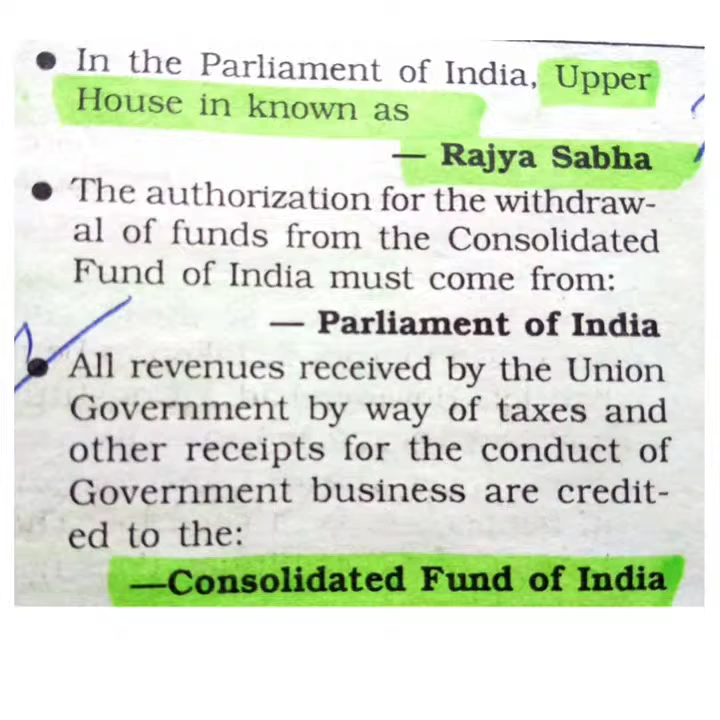 ● In the Parliament of India, Upper
House in known as
— Rajya Sabha
● The authorization for the withdraw-
al of funds from the Consolidated
Fund of India must come from:
— Parliament of India
● All revenues received by the Union
Government by way of taxes and
other receipts for the conduct of
Government business are credit-
ed to the:
—Consolidated Fund of India